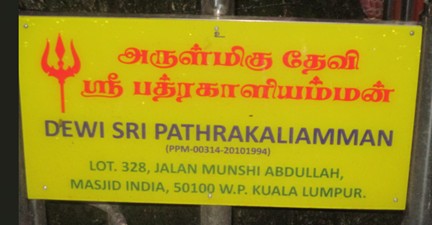 அருள்மிகு தேவி
ஸ்ரீ பத்ரகாளியம்மன்
DEWI SRI PATHRAKALIAMMAN
(PPM-00314-20101994)
LOT. 328, JALAN MUNSHI ABDULLAH,
MASJID INDIA, 50100 W.P. KUALA LUMPUR.